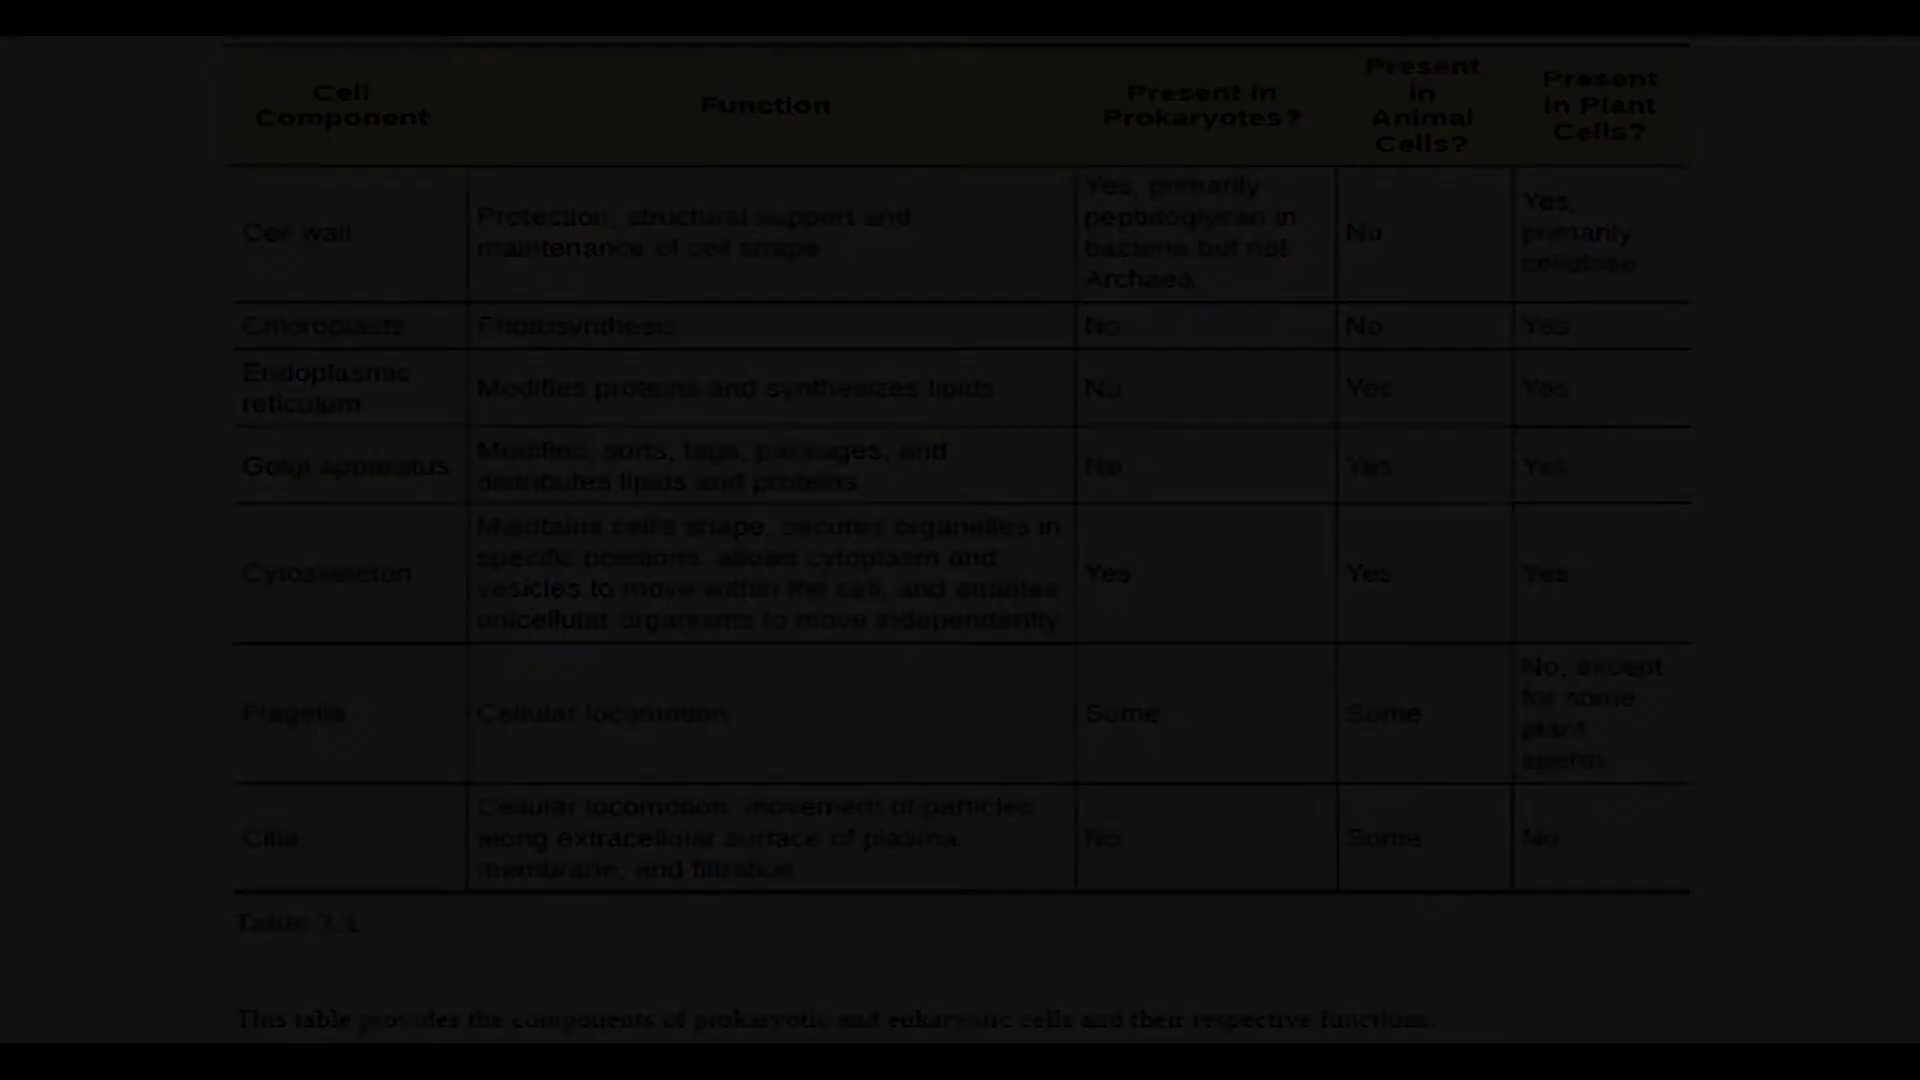 Cell
Component
Function
Present in
Prokaryotes?
Present
in
Animal
Cells?
Present
in Plant
Cells?
Cell wall
Protection, structural support and
maintenance of cell shape
Yes, primarily
peptidoglycan in
bacteria but not
Archaea
No
Yes,
primarily
cellulose
Chloroplasts
Photosynthesis
No
No
Yes
Endoplasmic
reticulum
Modifies proteins and synthesizes lipids
No
Yes
Yes
Golgi apparatus
Modifies, sorts, tags, packages, and
distributes lipids and proteins
No
Yes
Yes
Cytoskeleton
Maintains cell's shape, secures organelles in
specific positions, allows cytoplasm and
vesicles to move within the cell, and enables
unicellular organisms to move independently
Yes
Yes
Yes
Flagella
Cellular locomotion
Some
Some
No, except
for some
plant
sperm.
Cilia
Cellular locomotion, movement of particles
along extracellular surface of plasma
membrane, and filtration
No
Some
No
Table 3.1
This table provides the components of prokaryotic and eukaryotic cells and their respective functions.